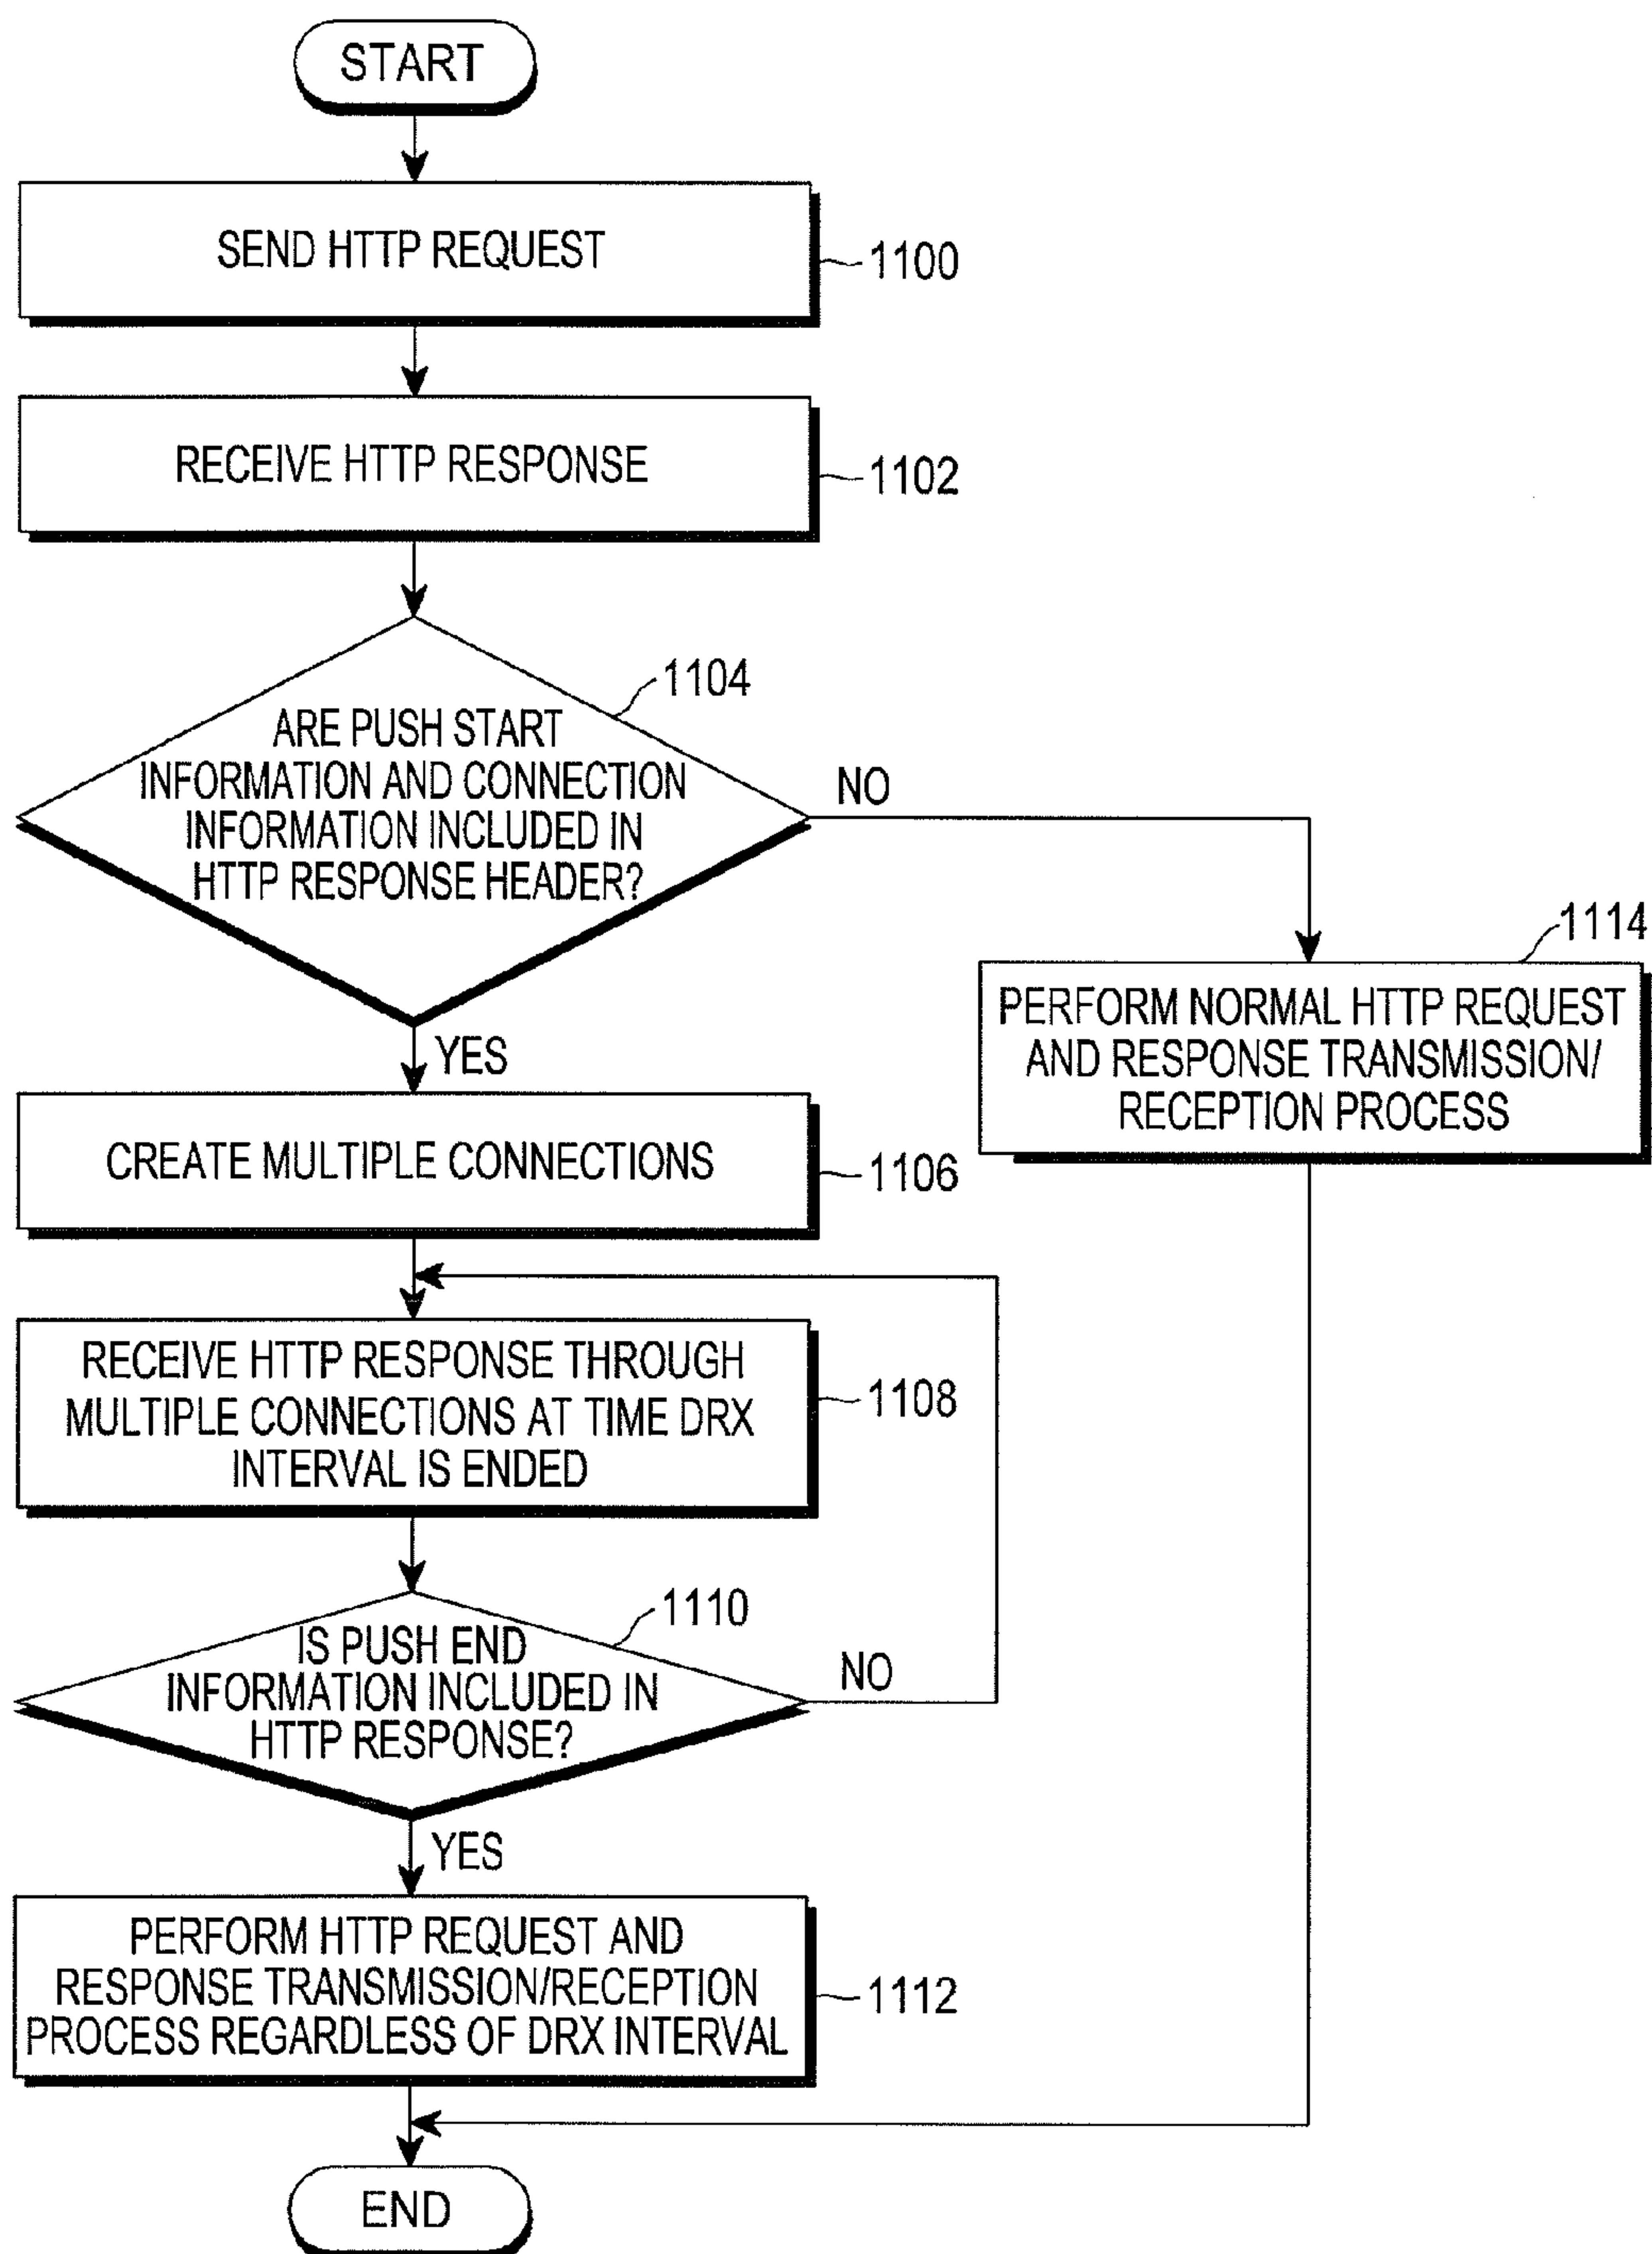 START
SEND HTTP REQUEST
1100
RECEIVE HTTP RESPONSE
1102
1104
ARE PUSH START
INFORMATION AND CONNECTION
INFORMATION INCLUDED IN
HTTP RESPONSE HEADER?
NO
YES
1114
PERFORM NORMAL HTTP REQUEST
AND RESPONSE TRANSMISSION/
RECEPTION PROCESS
CREATE MULTIPLE CONNECTIONS
1106
RECEIVE HTTP RESPONSE THROUGH
MULTIPLE CONNECTIONS AT TIME DRX
INTERVAL IS ENDED
1108
1110
IS PUSH END
INFORMATION INCLUDED IN
HTTP RESPONSE?
NO
YES
PERFORM HTTP REQUEST AND
RESPONSE TRANSMISSION/RECEPTION
PROCESS REGARDLESS OF DRX INTERVAL
1112
END